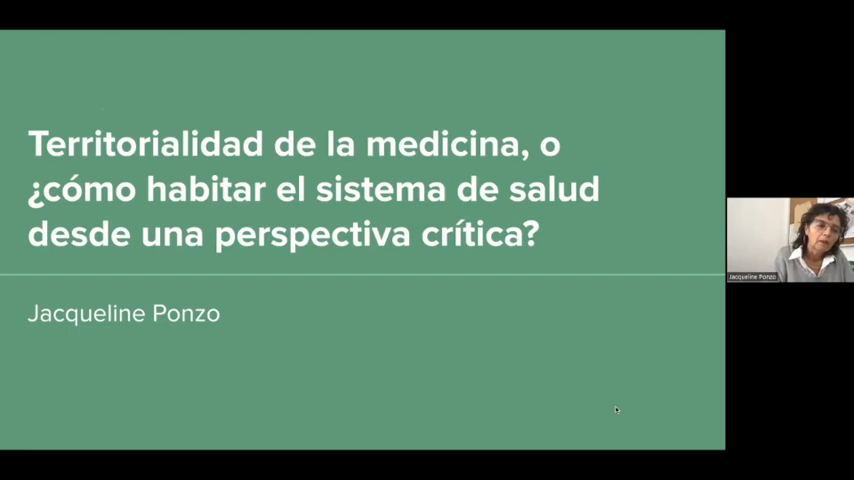 Territorialidad de la medicina, o
¿cómo habitar el sistema de salud
desde una perspectiva crítica?
Jacqueline Ponzo
Jacqueline Ponzo